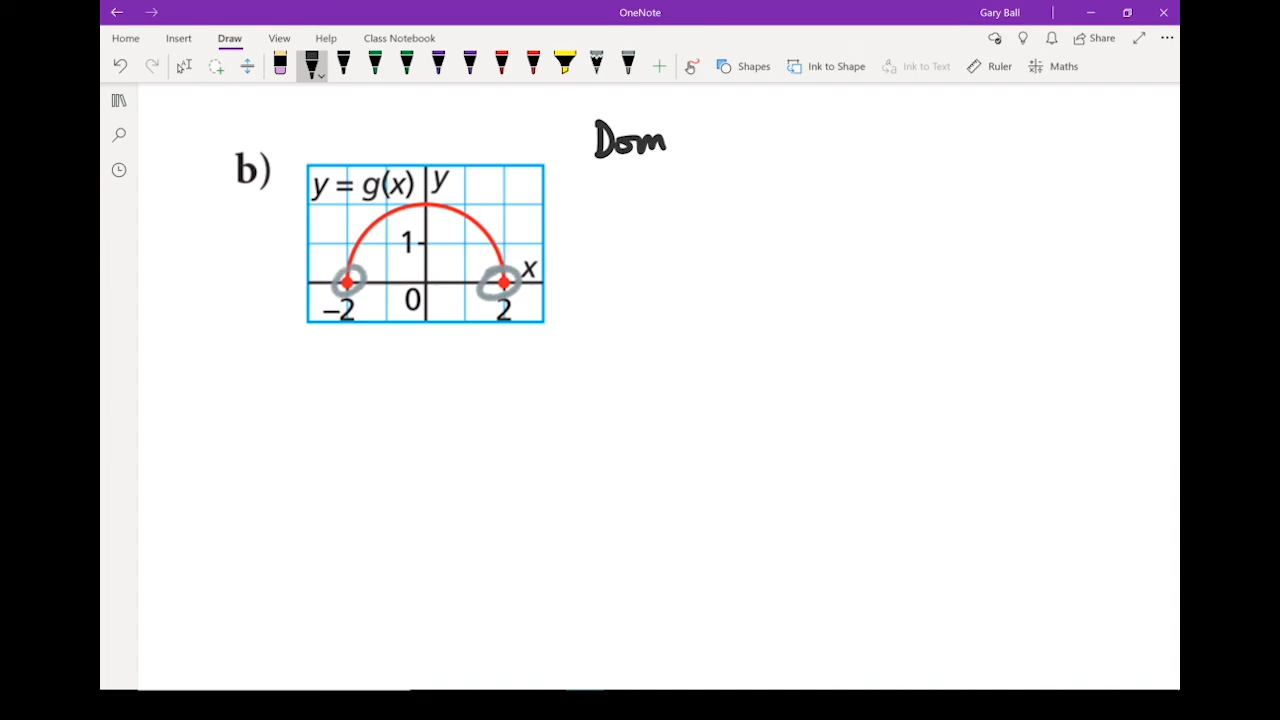 OneNote
Gary Ball
Home Insert Draw View Help Class Notebook
Share
Shapes Ink to Shape Ink to Text Ruler Maths
Dom
b)
y = g(x) y
1
x
-2 0 2